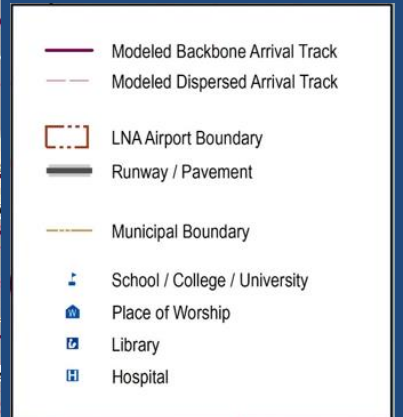 Modeled Backbone Arrival Track
Modeled Dispersed Arrival Track
LNA Airport Boundary
Runway / Pavement
Municipal Boundary
School / College / University
W Place of Worship
Library
H Hospital